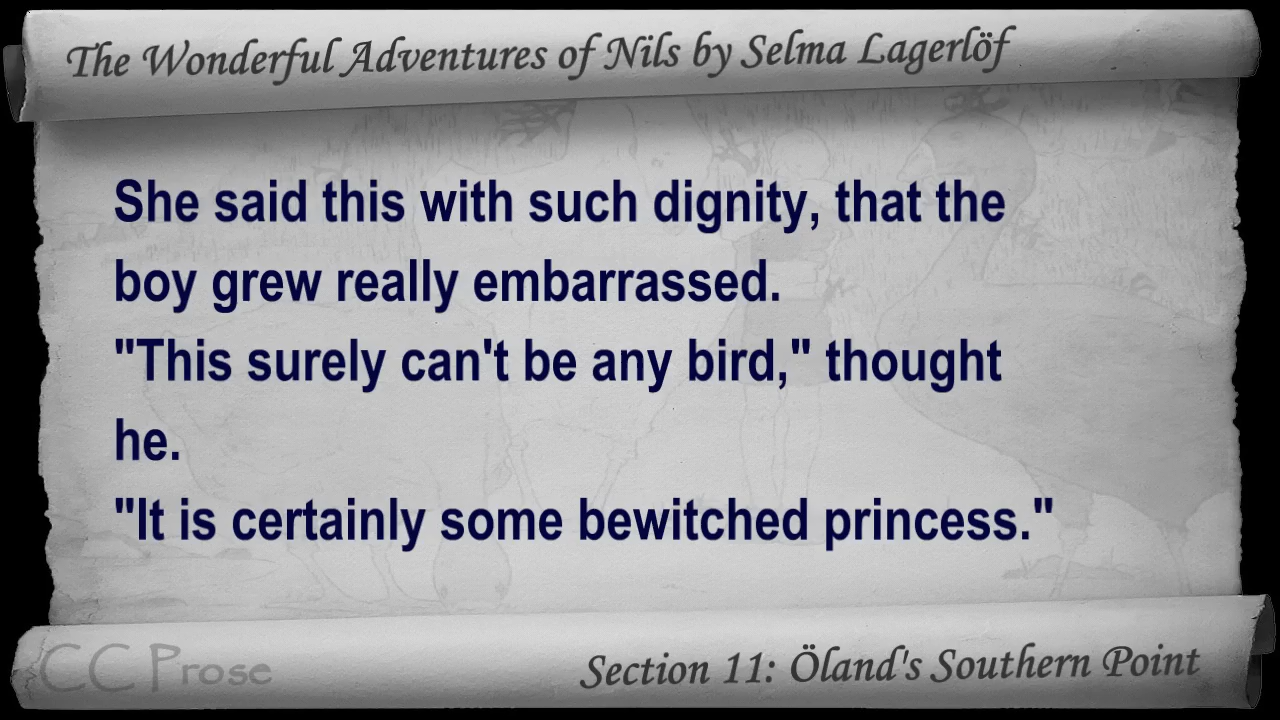 The Wonderful Adventures of Nils by Selma Lagerlöf
She said this with such dignity, that the
boy grew really embarrassed.
"This surely can't be any bird," thought
he.
"It is certainly some bewitched princess."
CC Prose
Section 11: Öland's Southern Point